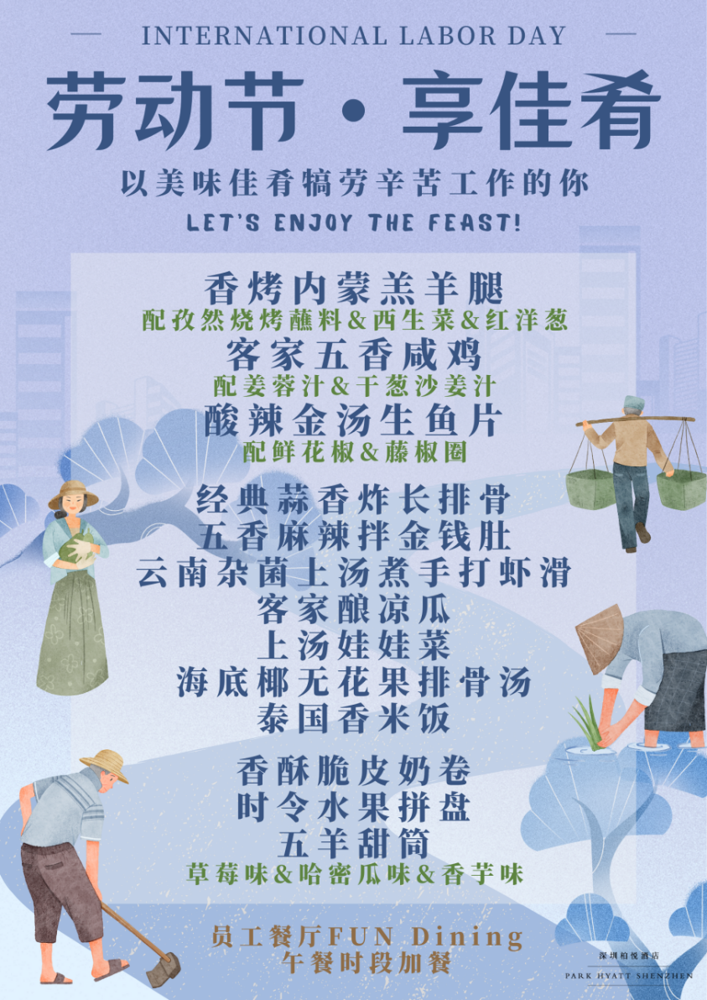 INTERNATIONAL LABOR DAY
劳动节·享佳肴
以美味佳肴犒劳辛苦工作的你
LET'S ENJOY THE FEAST!
香烤内蒙羔羊腿
配孜然烧烤蘸料&西生菜&红洋葱
客家五香咸鸡
配姜蓉汁&干葱沙姜汁
酸辣金汤生鱼片
配鲜花椒&藤椒圈
经典蒜香炸长排骨
五香麻辣拌金钱肚
云南杂菌上汤煮手打虾滑
客家酿凉瓜
上汤娃娃菜
海底椰无花果排骨汤
泰国香米饭
香酥脆皮奶卷
时令水果拼盘
五羊甜筒
草莓味&哈密瓜味&香芋味
员工餐厅FUN Dining
午餐时段加餐
深圳柏悦酒店
PARK HYATT SHENZHEN